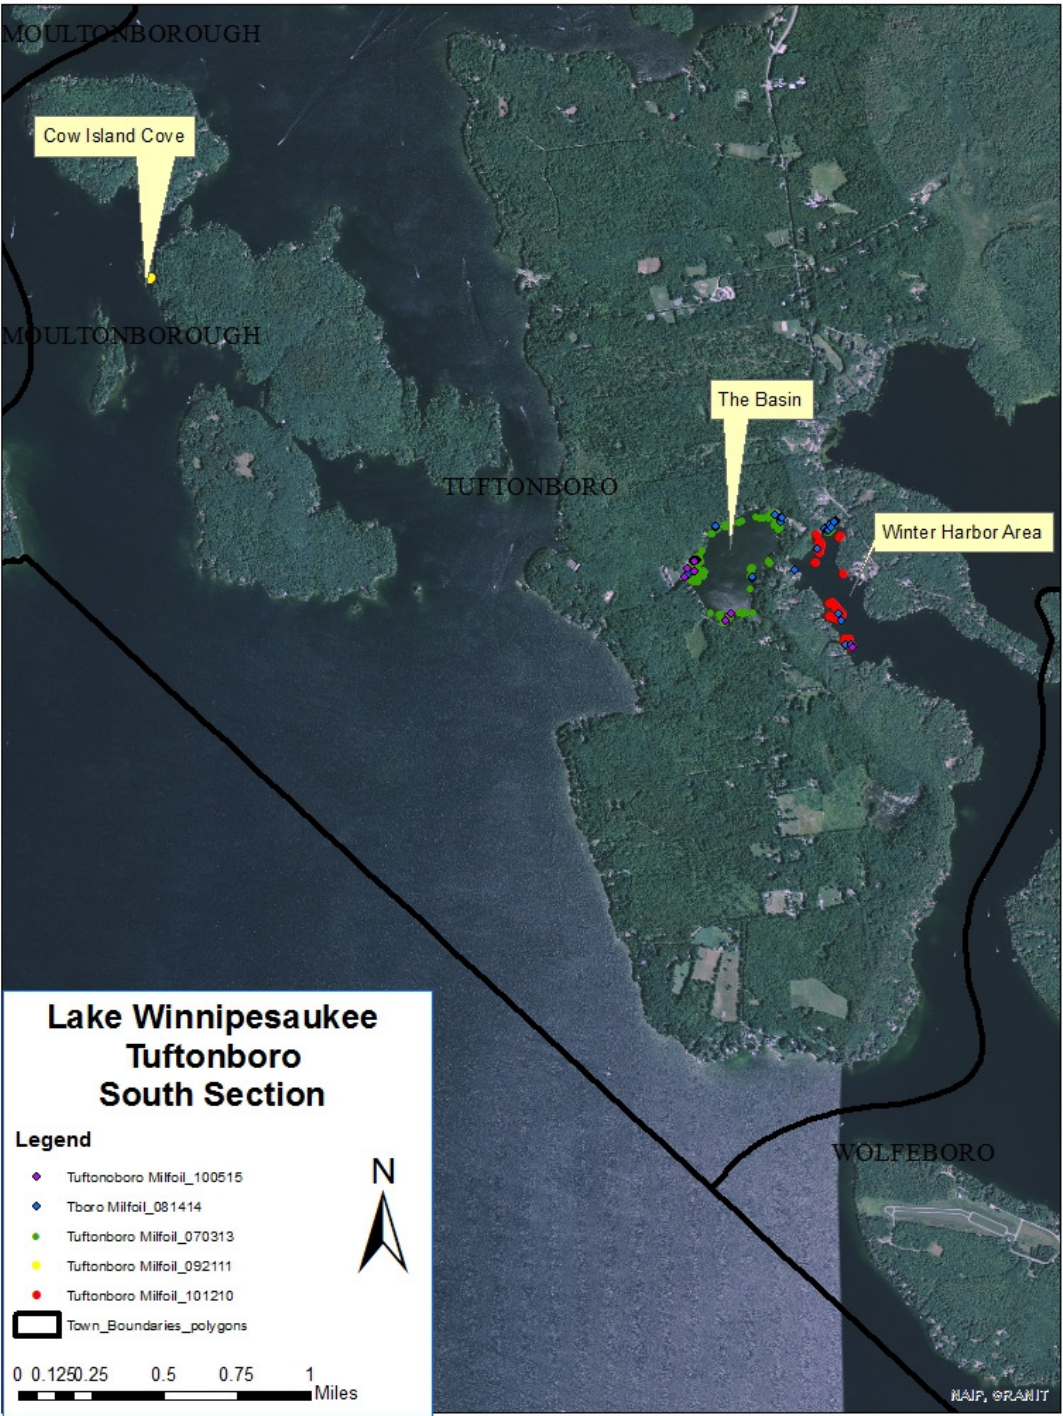 MOULTONBOROUGH
Cow Island Cove
MOULTONBOROUGH
The Basin
TUFTONBORO
Winter Harbor Area
WOLFEBORO
Lake Winnipesaukee
Tuftonboro
South Section
Legend
Tuftonoboro Milfoil_100515
Tboro Milfoil_081414
Tuftonboro Milfoil_070313
Tuftonboro Milfoil_092111
Tuftonboro Milfoil_101210
Town_Boundaries_polygons
N
0 0.125 0.25 0.5 0.75 1
Miles
NAIP, GRANIT